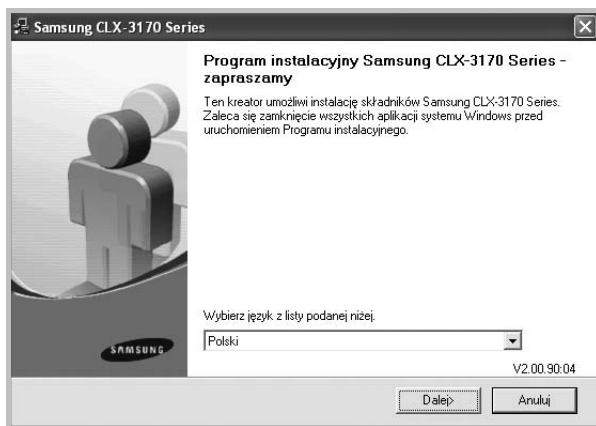 Samsung CLX-3170 Series
Program instalacyjny Samsung CLX-3170 Series -
zapraszamy
Ten kreator umożliwi instalację składników Samsung CLX-3170 Series.
Zaleca się zamknięcie wszystkich aplikacji systemu Windows przed
uruchomieniem Programu instalacyjnego.
Wybierz język z listy podanej niżej.
Polski
SAMSUNG
V2.00.90:04
Dalej>
Anuluj